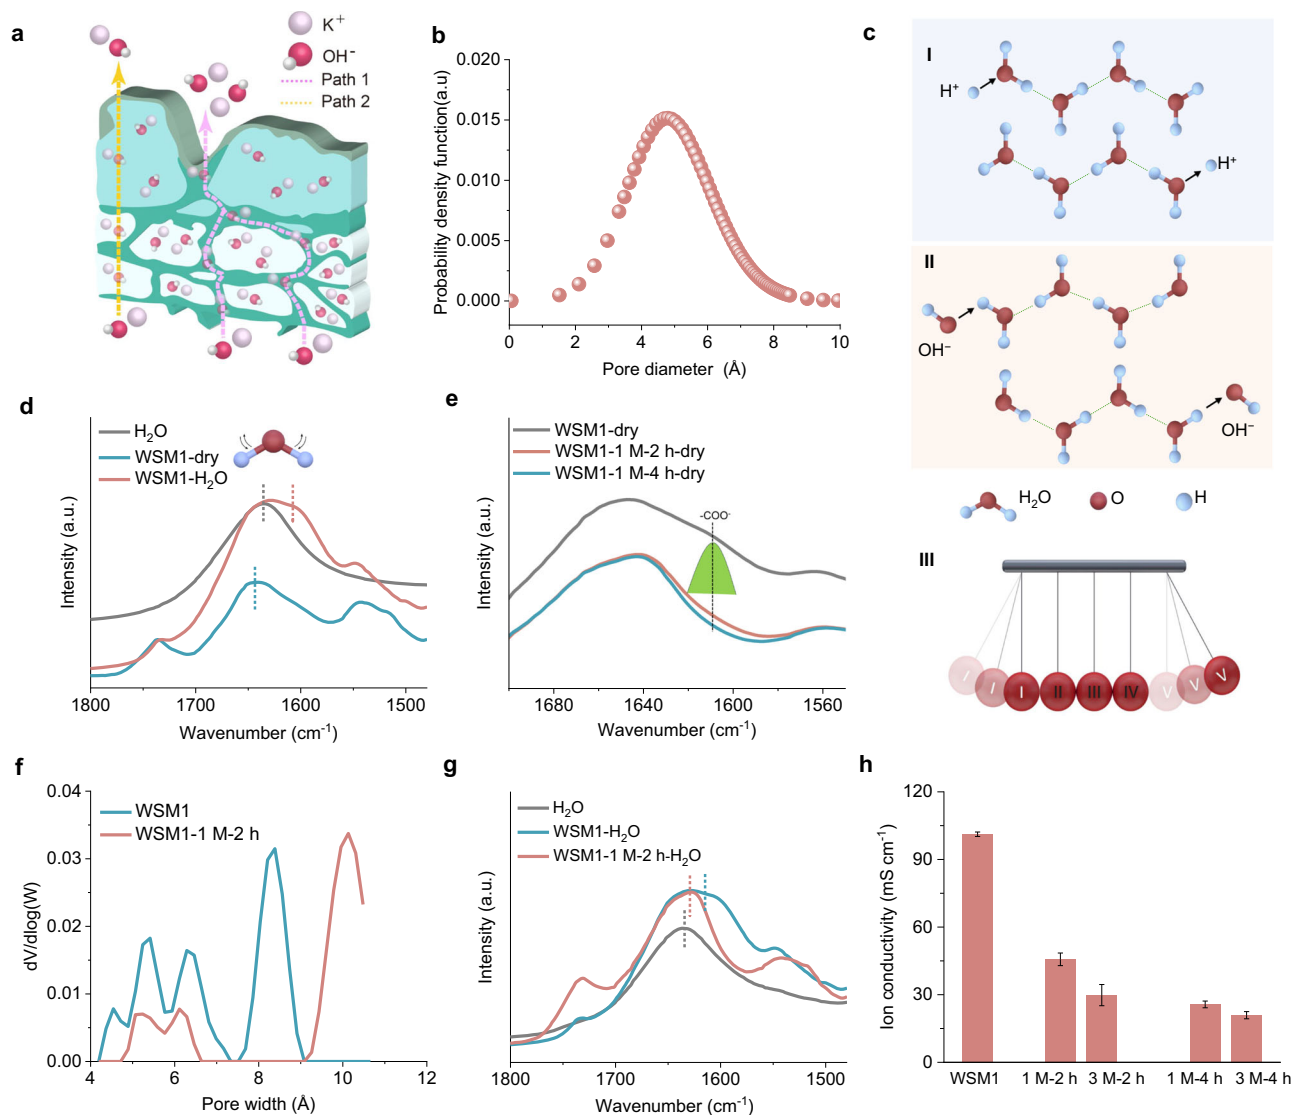 a
K⁺
OH⁻
Path 1
Path 2
b
Probability density function(a.u)
0.020
0.015
0.010
0.005
0.000
0 2 4 6 8 10
Pore diameter (Å)
c
I
H⁺
H⁺
II
OH⁻
OH⁻
H₂O O H
III
I I I II III IV V V V
d
H₂O
WSM1-dry
WSM1-H₂O
Intensity (a.u.)
1800 1700 1600 1500
Wavenumber (cm⁻¹)
e
WSM1-dry
WSM1-1 M-2 h-dry
WSM1-1 M-4 h-dry
-COO⁻
Intensity (a.u.)
1680 1640 1600 1560
Wavenumber (cm⁻¹)
f
WSM1
WSM1-1 M-2 h
dV/dlog(W)
0.04
0.03
0.02
0.01
0.00
4 6 8 10 12
Pore width (Å)
g
H₂O
WSM1-H₂O
WSM1-1 M-2 h-H₂O
Intensity (a.u.)
1800 1700 1600 1500
Wavenumber (cm⁻¹)
h
Ion conductivity (mS cm⁻¹)
120
90
60
30
0
WSM1 1 M-2 h 3 M-2 h 1 M-4 h 3 M-4 h